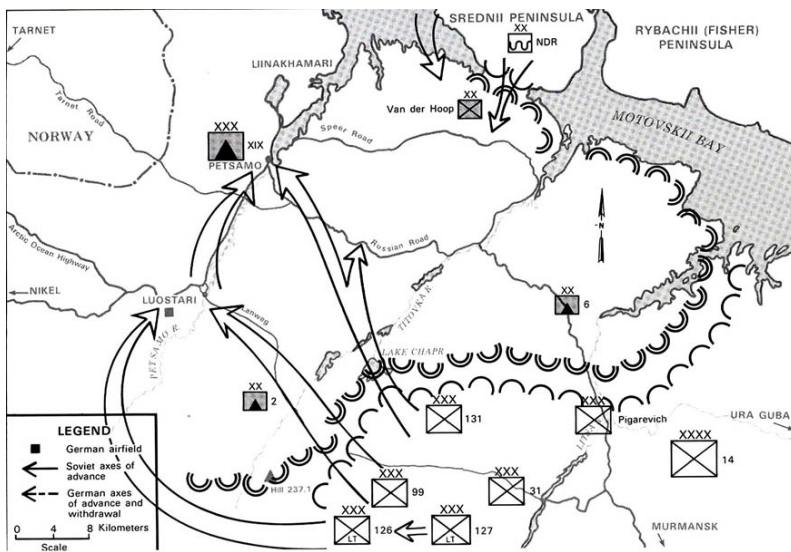 SREDNII PENINSULA
XX
NDR
RYBACHII (FISHER)
PENINSULA
TARNET
LIINAKHAMARI
Tarnet Road
XX
Van der Hoop
NORWAY
XXX
XIX
PETSAMO
Speer Road
MOTOVSKII BAY
N
Arctic Ocean Highway
Russian Road
NIKEL
LUOSTARI
Lanweg
PETSAMO R.
TITOVKA R.
XX
6
LAKE CHAPR
XX
2
XXX
131
XXX
Pigarevich
URA GUBA
XXXX
14
LEGEND
German airfield
Soviet axes of
advance
German axes
of advance and
withdrawal
0 4 8 Kilometers
Scale
Hill 237.1
XXX
99
XXX
31
XXX
LT
126
XXX
LT
127
MURMANSK